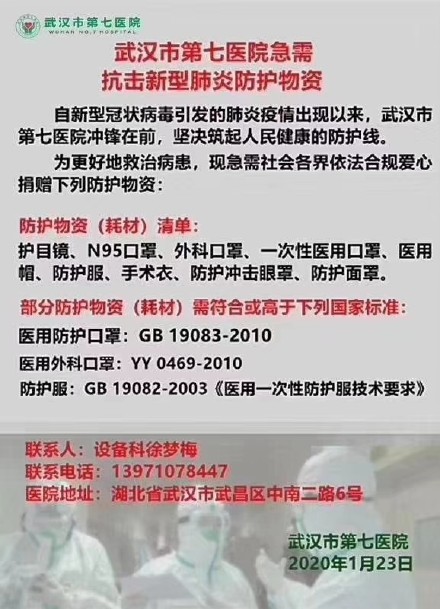 武汉市第七医院
WUHAN NO.7 HOSPITAL
武汉市第七医院急需
抗击新型肺炎防护物资
自新型冠状病毒引发的肺炎疫情出现以来，武汉市
第七医院冲锋在前，坚决筑起人民健康的防护线。
为更好地救治病患，现急需社会各界依法合规爱心
捐赠下列防护物资：
防护物资（耗材）清单：
护目镜、N95口罩、外科口罩、一次性医用口罩、医用
帽、防护服、手术衣、防护冲击眼罩、防护面罩。
部分防护物资（耗材）需符合或高于下列国家标准：
医用防护口罩：GB 19083-2010
医用外科口罩：YY 0469-2010
防护服：GB 19082-2003《医用一次性防护服技术要求》
联系人：设备科徐梦梅
联系电话：13971078447
医院地址：湖北省武汉市武昌区中南二路6号
武汉市第七医院
2020年1月23日